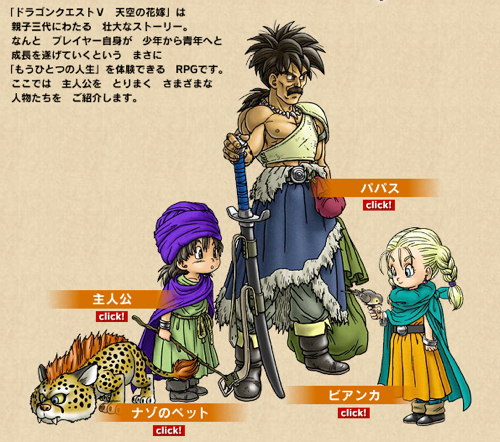 「ドラゴンクエストⅤ　天空の花嫁」は
親子三代にわたる　壮大なストーリー。
なんと　プレイヤー自身が　少年から青年へと
成長を遂げていくという　まさに
「もうひとつの人生」を体験できる　RPGです。
ここでは　主人公を　とりまく　さまざまな
人物たちを　ご紹介します。
パパス
click!
主人公
click!
ビアンカ
click!
ナゾのペット
click!